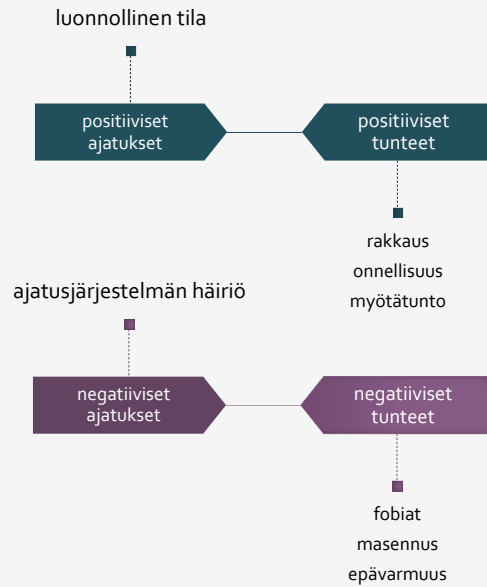 luonnollinen tila
positiiviset
ajatukset
positiiviset
tunteet
rakkaus
onnellisuus
myötätunto
ajatusjärjestelmän häiriö
negatiiviset
ajatukset
negatiiviset
tunteet
fobiat
masennus
epävarmuus